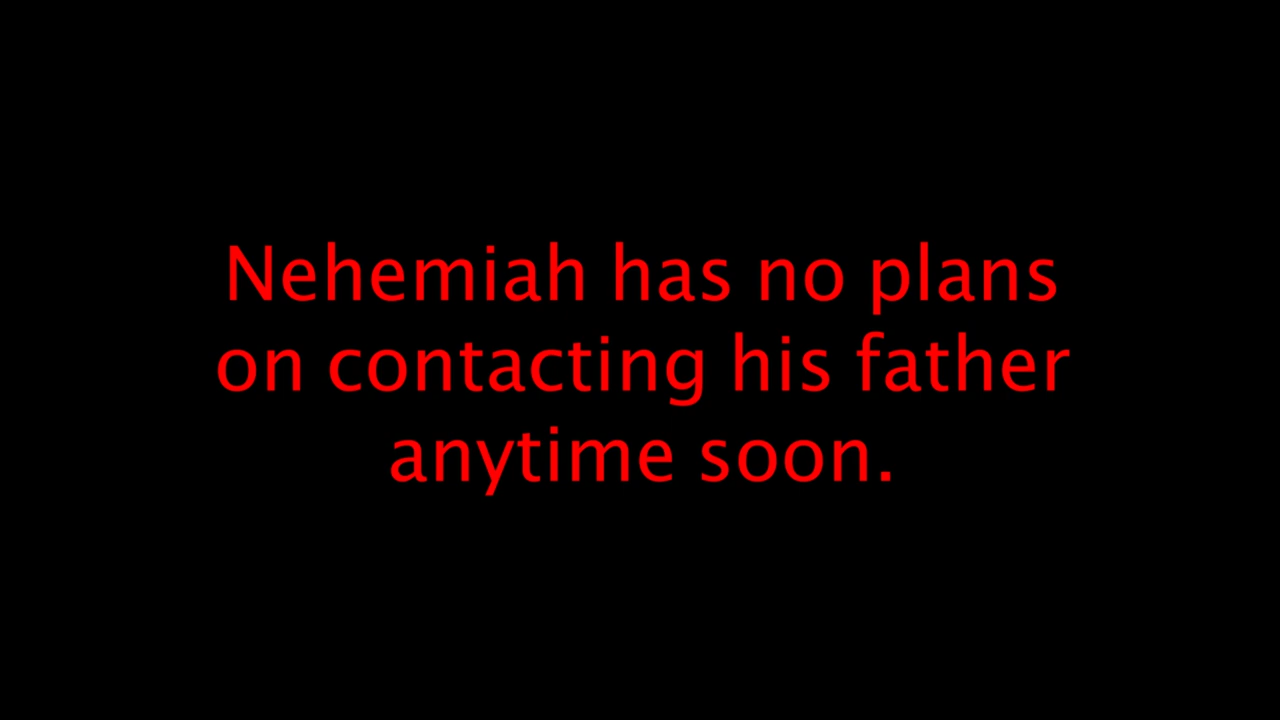 Nehemiah has no plans
on contacting his father
anytime soon.